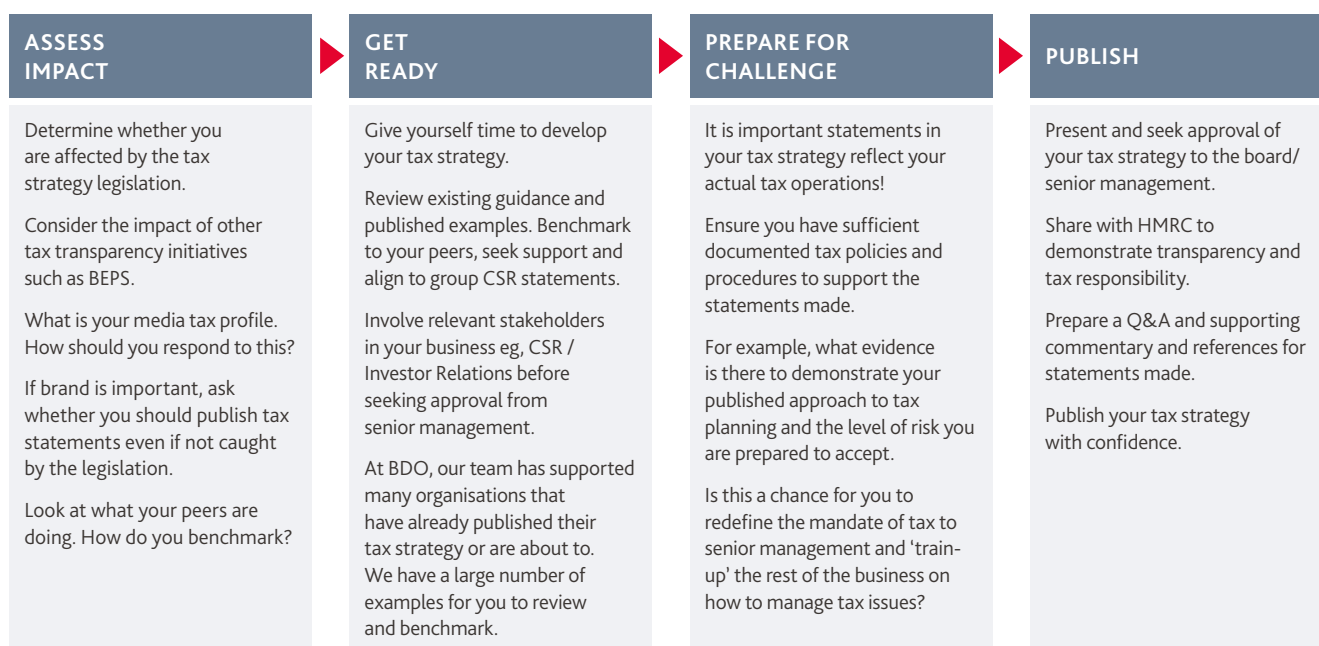 ASSESS
IMPACT
Determine whether you
are affected by the tax
strategy legislation.
Consider the impact of other
tax transparency initiatives
such as BEPS.
What is your media tax profile.
How should you respond to this?
If brand is important, ask
whether you should publish tax
statements even if not caught
by the legislation.
Look at what your peers are
doing. How do you benchmark?
GET
READY
Give yourself time to develop
your tax strategy.
Review existing guidance and
published examples. Benchmark
to your peers, seek support and
align to group CSR statements.
Involve relevant stakeholders
in your business eg, CSR /
Investor Relations before
seeking approval from
senior management.
At BDO, our team has supported
many organisations that
have already published their
tax strategy or are about to.
We have a large number of
examples for you to review
and benchmark.
PREPARE FOR
CHALLENGE
It is important statements in
your tax strategy reflect your
actual tax operations!
Ensure you have sufficient
documented tax policies and
procedures to support the
statements made.
For example, what evidence
is there to demonstrate your
published approach to tax
planning and the level of risk you
are prepared to accept.
Is this a chance for you to
redefine the mandate of tax to
senior management and ‘train-
up’ the rest of the business on
how to manage tax issues?
PUBLISH
Present and seek approval of
your tax strategy to the board/
senior management.
Share with HMRC to
demonstrate transparency and
tax responsibility.
Prepare a Q&A and supporting
commentary and references for
statements made.
Publish your tax strategy
with confidence.